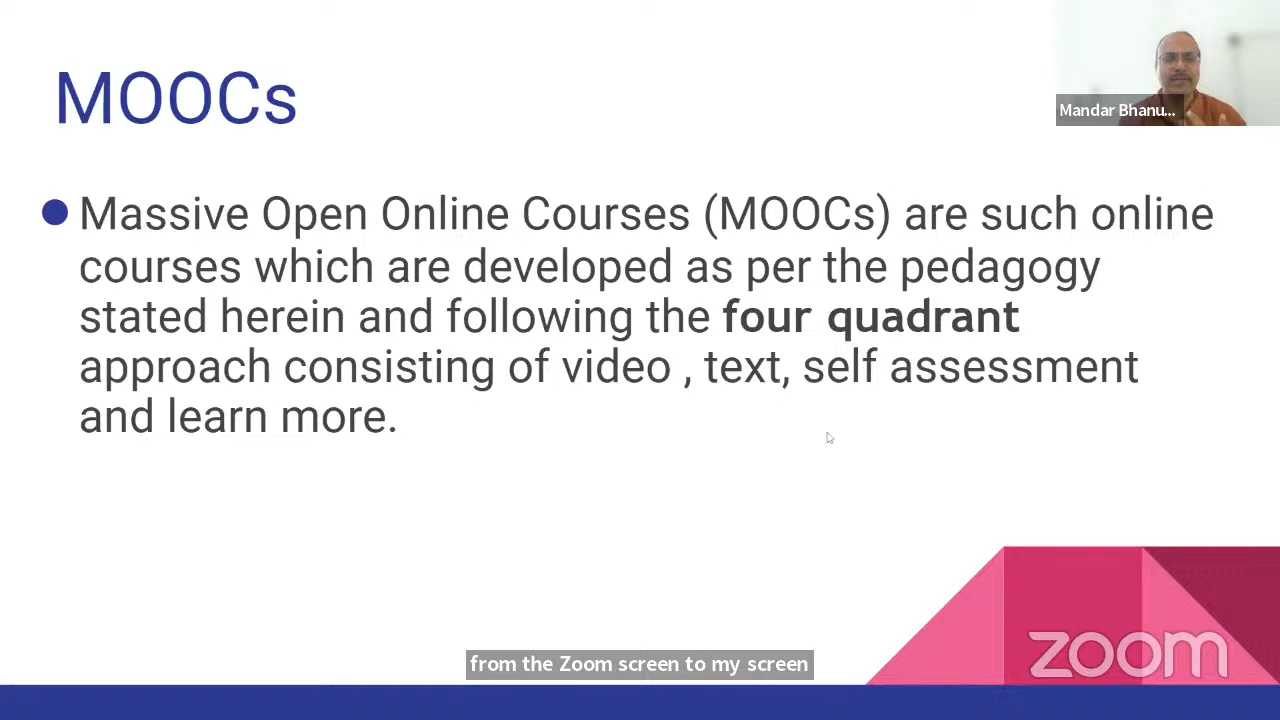 MOOCs
Mandar Bhanu...
Massive Open Online Courses (MOOCs) are such online
courses which are developed as per the pedagogy
stated herein and following the four quadrant
approach consisting of video , text, self assessment
and learn more.
zoom
from the Zoom screen to my screen